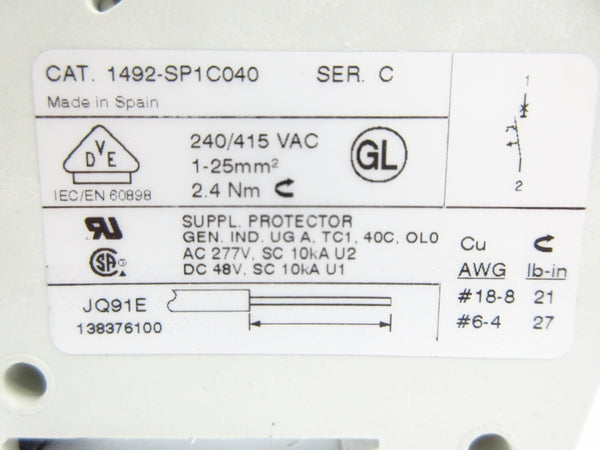 CAT. 1492-SP1C040 SER. C
Made in Spain
1
2
DVE
IEC/EN 60898
240/415 VAC
1-25mm²
2.4 Nm
GL
RU
SUPPL. PROTECTOR
GEN. IND. UG A, TC1, 40C, OL0
AC 277V, SC 10kA U2
DC 48V, SC 10kA U1
SA
JQ91E
138376100
Cu
AWG lb-in
#18-8 21
#6-4 27